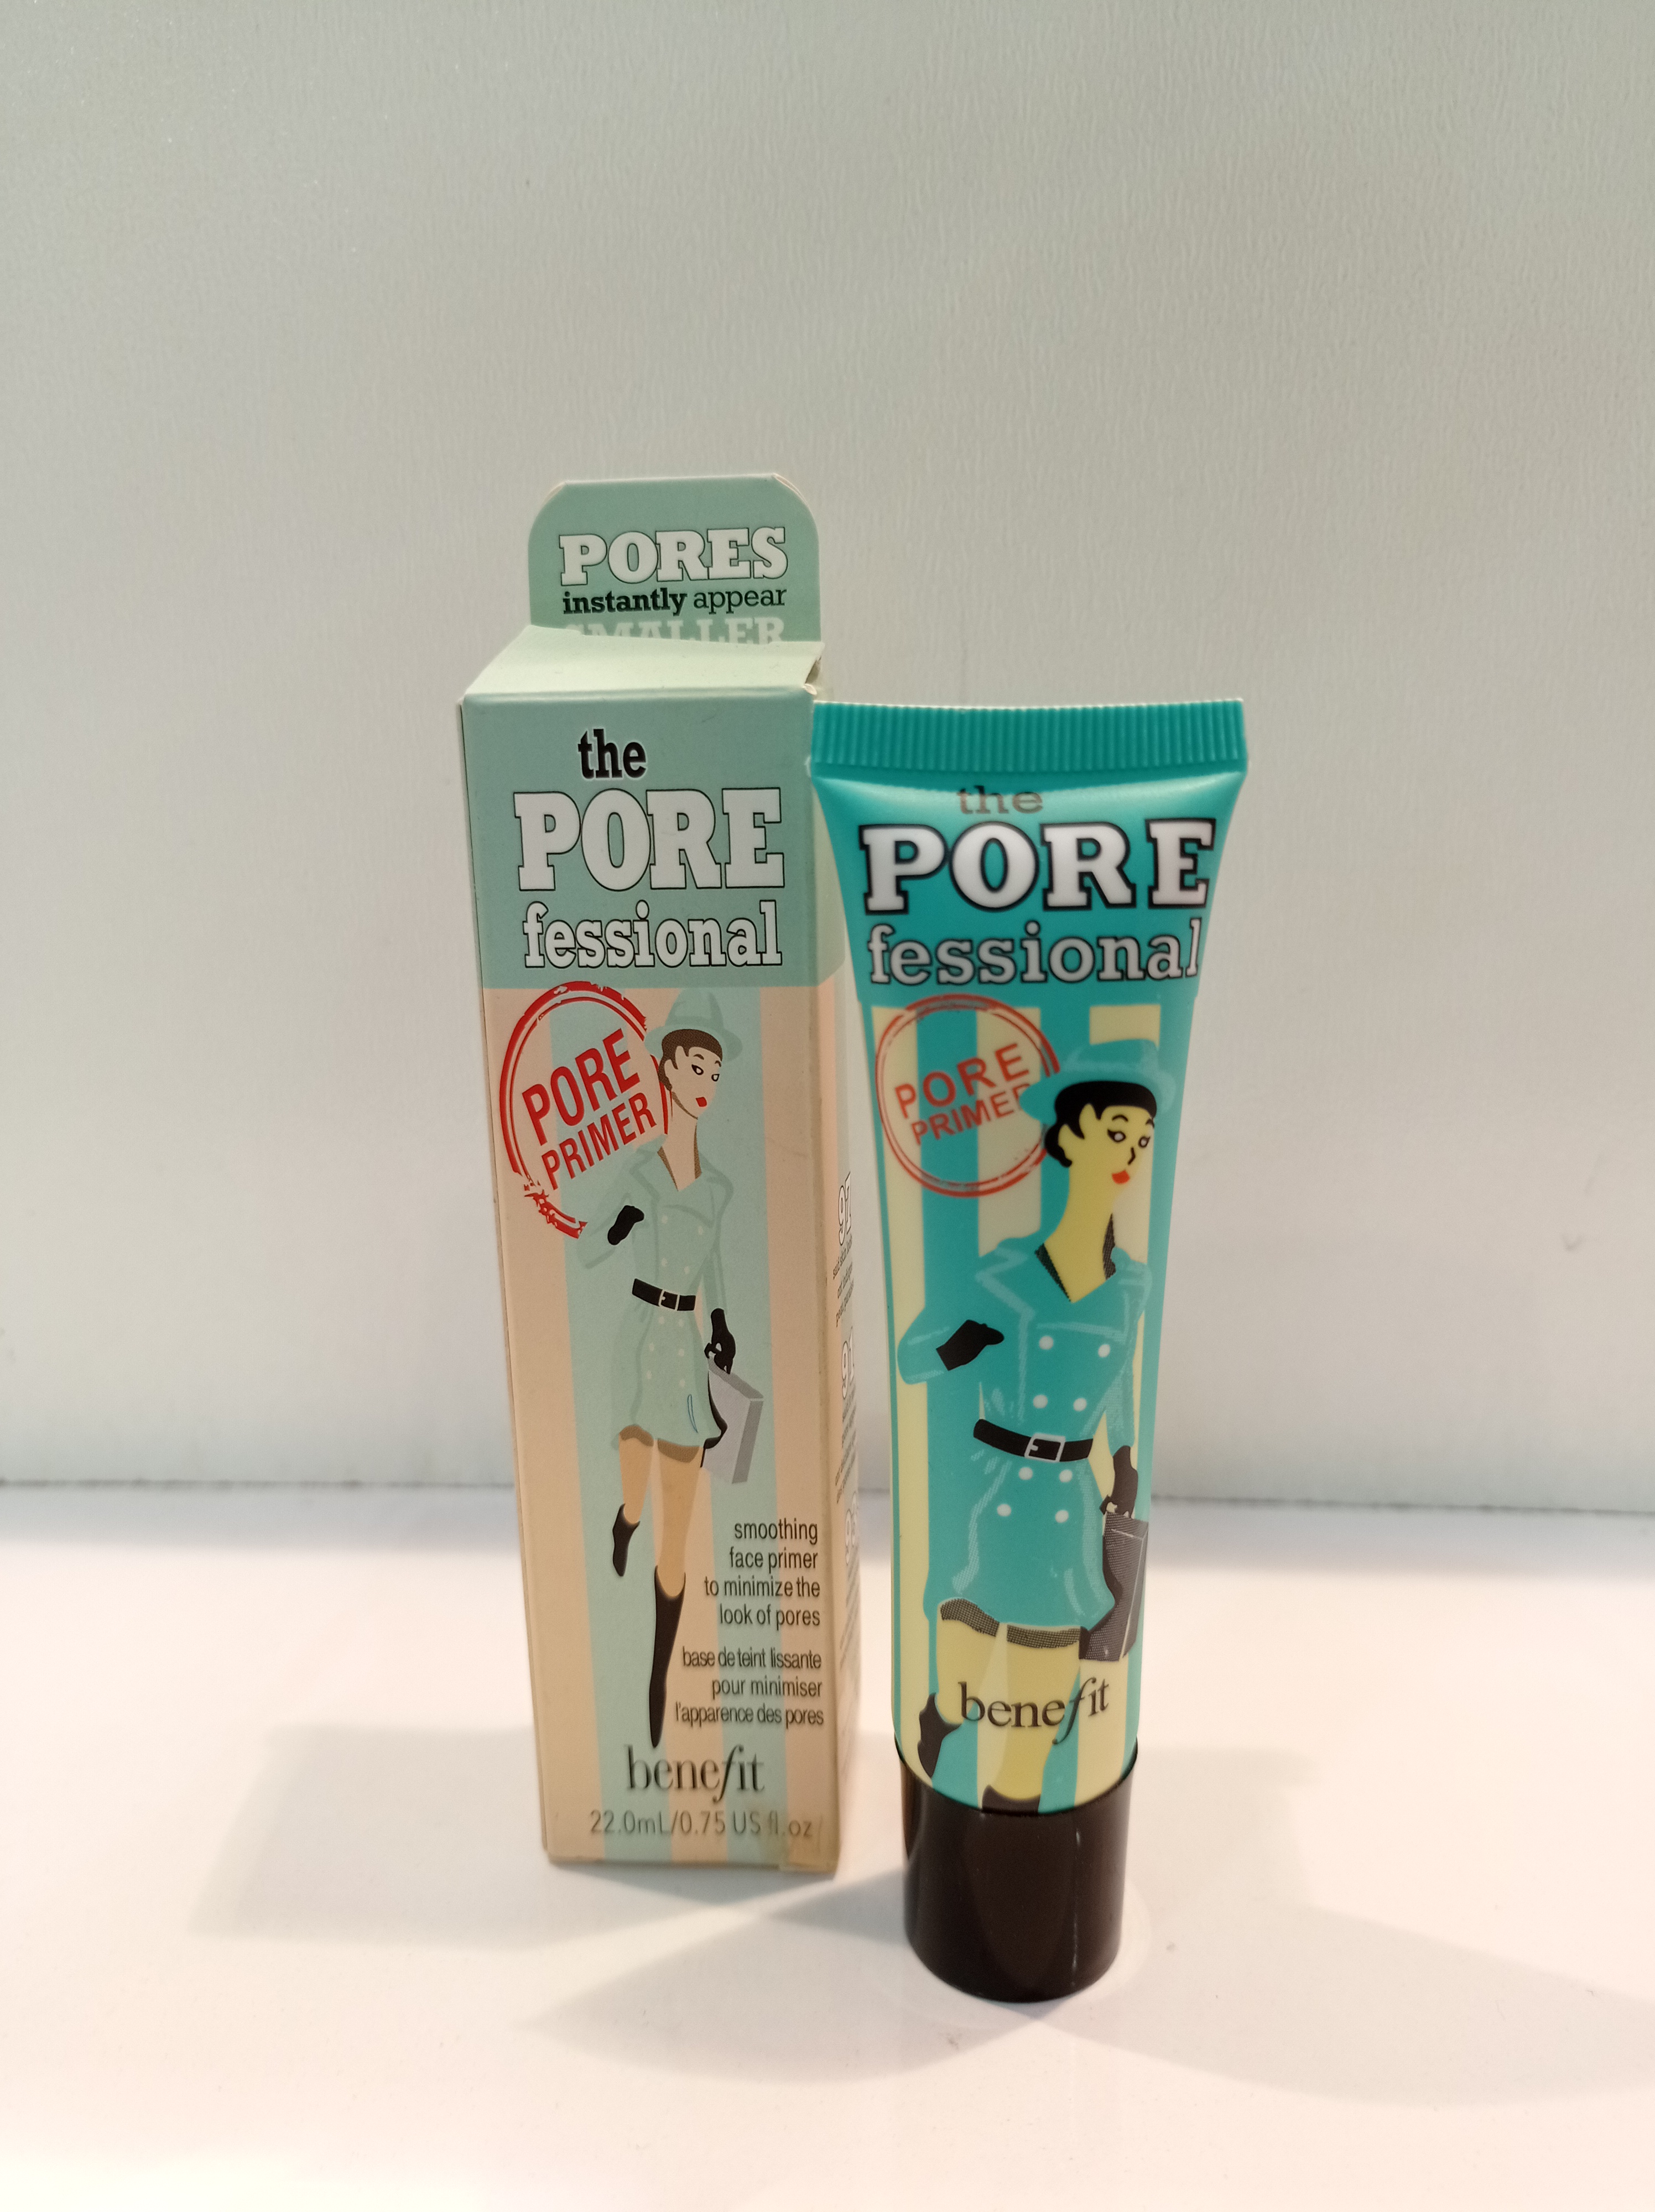 PORES
instantly appear
SMALLER
the
PORE
fessional
PORE
PRIMER
smoothing
face primer
to minimize the
look of pores
base de teint lissante
pour minimiser
l'apparence des pores
benefit
22.0mL/0.75 US fl.oz
the
PORE
fessional
PORE
PRIMER
benefit